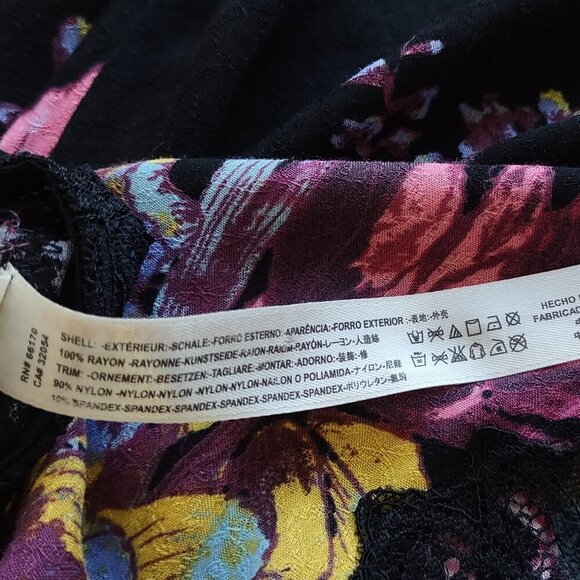 RN# 66170
CA# 32054
SHELL: -EXTÉRIEUR:-SCHALE:-FORRO ESTERNO:-APARÊNCIA:-FORRO EXTERIOR:-表地:-外壳
100% RAYON -RAYONNE-KUNSTSEIDE-RAION-RAIOM-RAYÓN-レーヨン-人造絲
TRIM: -ORNEMENT:-BESETZEN:-TAGLIARE:-MONTAR:-ADORNO:-装飾:-修
90% NYLON -NYLON-NYLON-NYLON-NYLON-NAILON O POLIAMIDA-ナイロン-尼龍
10% SPANDEX-SPANDEX-SPANDEX-SPANDEX-SPANDEX-SPANDEX-ポリウレタン-氨纶
HECHO
FABRICAD